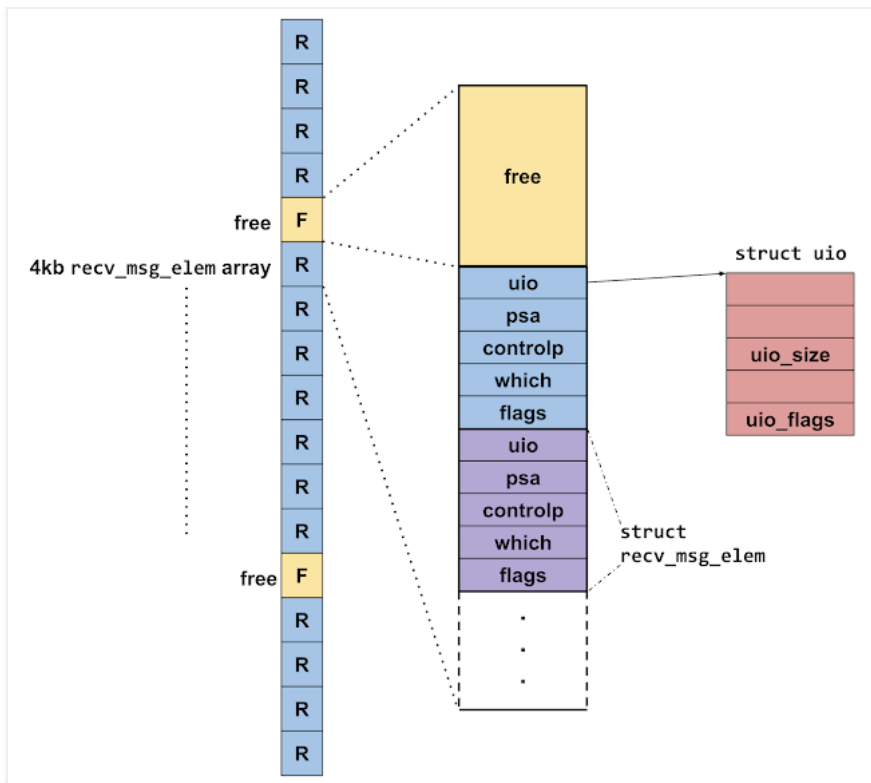 R
R
R
R
free
F
4kb recv_msg_elem array
R
R
R
R
R
R
R
free
F
R
R
R
R
free
uio
psa
controlp
which
flags
uio
psa
controlp
which
flags
.
.
.
struct uio
uio_size
uio_flags
struct
recv_msg_elem